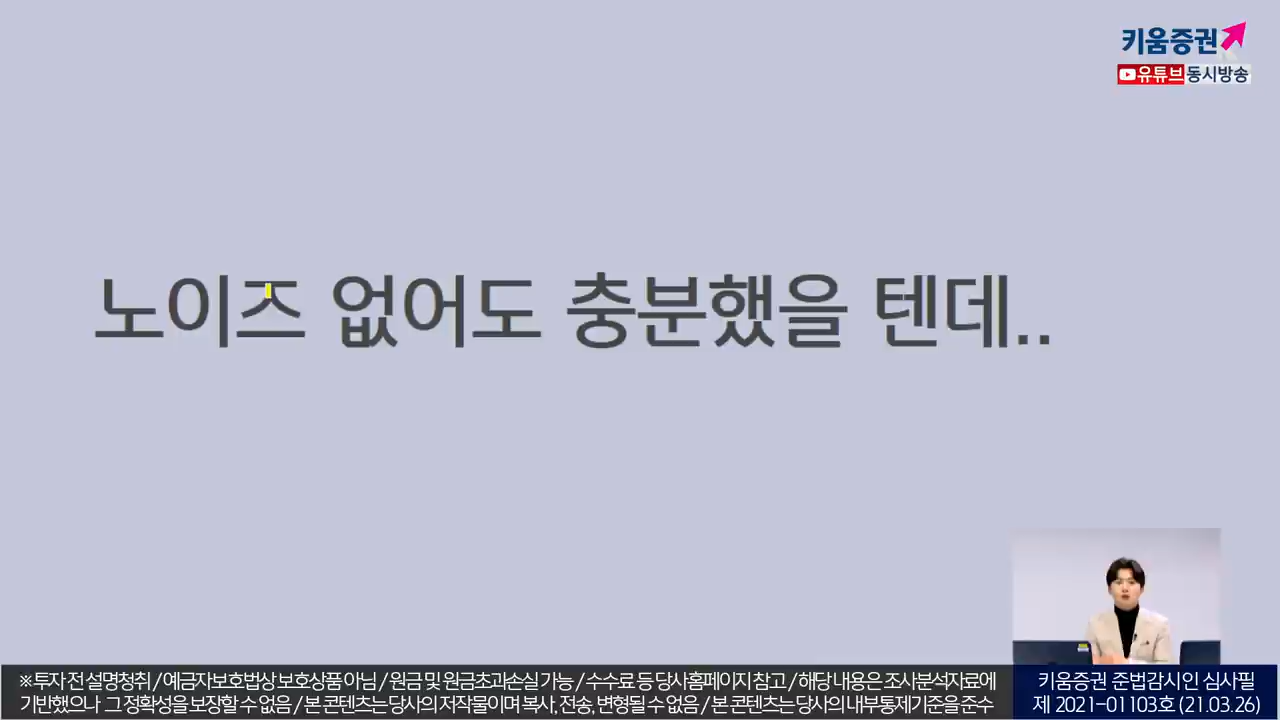 키움증권
유튜브동시방송
노이즈 없어도 충분했을 텐데..
※투자 전 설명청취 / 예금자보호법상 보호상품 아님 / 원금 및 원금초과손실 가능 / 수수료 등 당사홈페이지 참고 / 해당 내용은 조사분석자료에
기반했으나 그 정확성을 보장할 수 없음 / 본 콘텐츠는 당사의 저작물이며 복사, 전송, 변형될 수 없음 / 본 콘텐츠는 당사의 내부통제기준을 준수
키움증권 준법감시인 심사필
제 2021-01103호 (21.03.26)